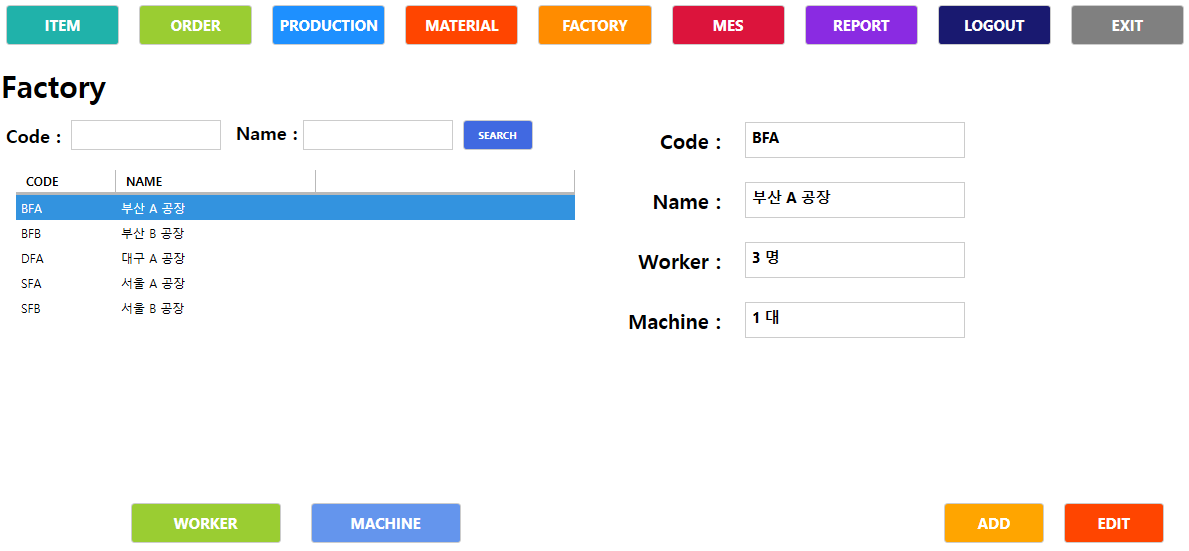 ITEM ORDER PRODUCTION MATERIAL FACTORY MES REPORT LOGOUT EXIT
Factory
Code : Name : SEARCH
CODE NAME
BFA 부산 A 공장
BFB 부산 B 공장
DFA 대구 A 공장
SFA 서울 A 공장
SFB 서울 B 공장
Code : BFA
Name : 부산 A 공장
Worker : 3 명
Machine : 1 대
WORKER MACHINE ADD EDIT